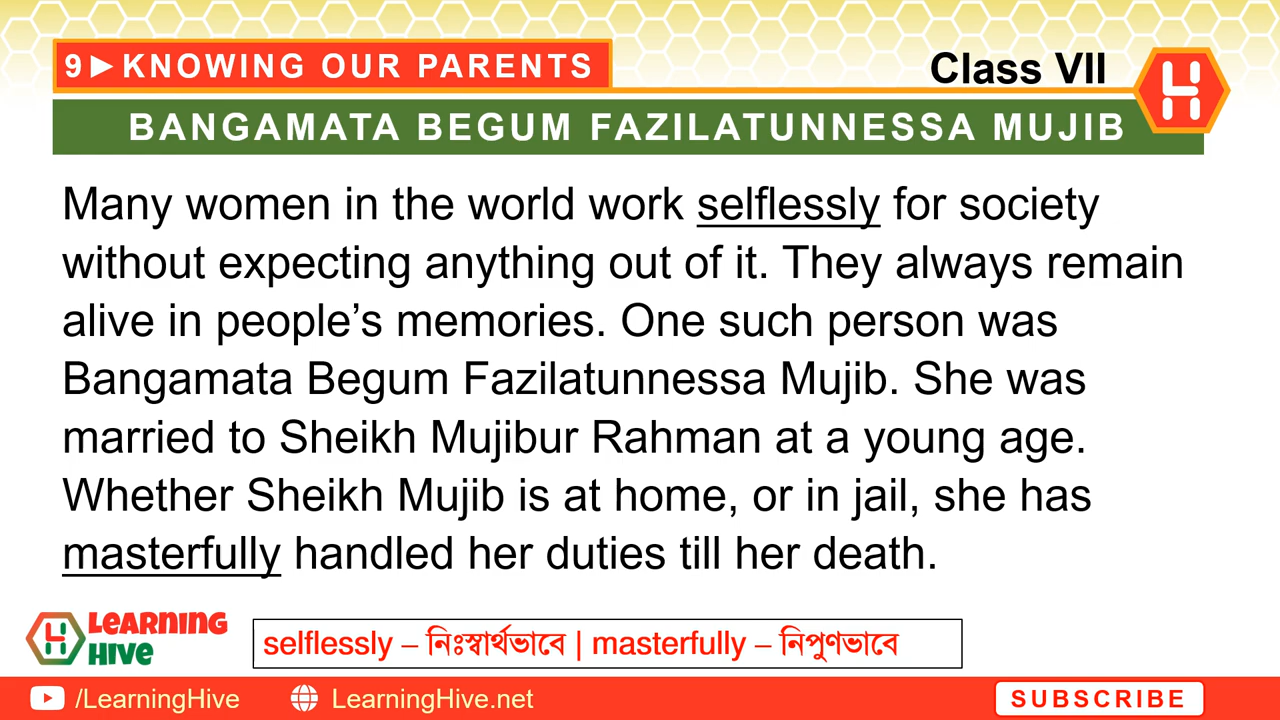 9►KNOWING OUR PARENTS
Class VII
BANGAMATA BEGUM FAZILATUNNESSA MUJIB
Many women in the world work selflessly for society
without expecting anything out of it. They always remain
alive in people’s memories. One such person was
Bangamata Begum Fazilatunnessa Mujib. She was
married to Sheikh Mujibur Rahman at a young age.
Whether Sheikh Mujib is at home, or in jail, she has
masterfully handled her duties till her death.
LEARNING
HIVE
selflessly – নিঃস্বার্থভাবে | masterfully – নিপুণভাবে
/LearningHive
LearningHive.net
SUBSCRIBE